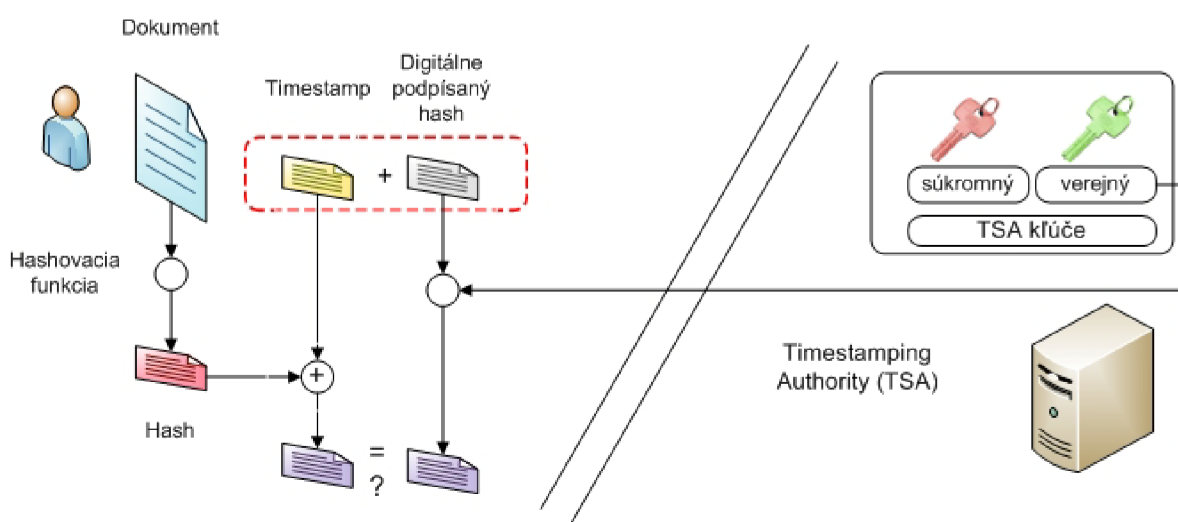 Dokument
Timestamp
Digitálne
podpísaný
hash
+
súkromný
verejný
TSA kľúče
Hashovacia
funkcia
+
Timestamping
Authority (TSA)
Hash
=
?